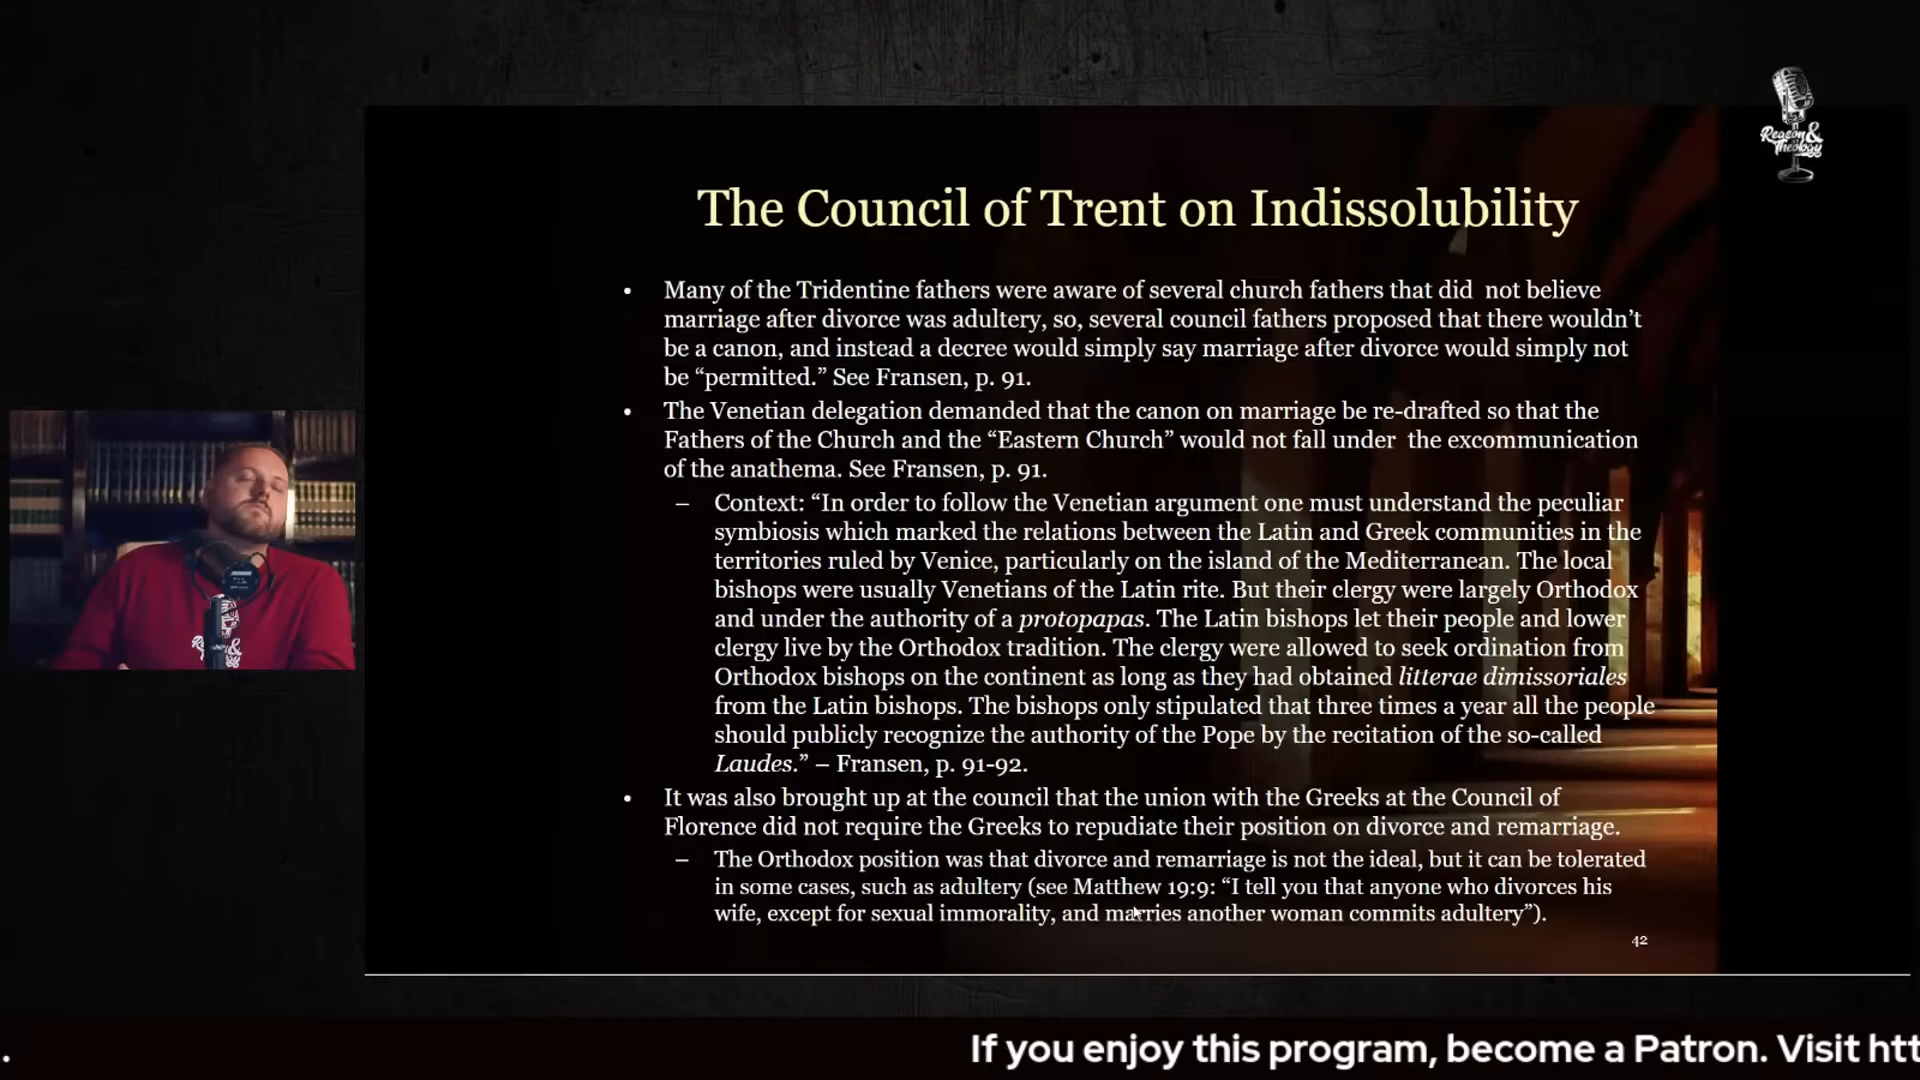 Reason &
Theology
The Council of Trent on Indissolubility
• Many of the Tridentine fathers were aware of several church fathers that did not believe
marriage after divorce was adultery, so, several council fathers proposed that there wouldn’t
be a canon, and instead a decree would simply say marriage after divorce would simply not
be “permitted.” See Fransen, p. 91.
• The Venetian delegation demanded that the canon on marriage be re-drafted so that the
Fathers of the Church and the “Eastern Church” would not fall under the excommunication
of the anathema. See Fransen, p. 91.
– Context: “In order to follow the Venetian argument one must understand the peculiar
symbiosis which marked the relations between the Latin and Greek communities in the
territories ruled by Venice, particularly on the island of the Mediterranean. The local
bishops were usually Venetians of the Latin rite. But their clergy were largely Orthodox
and under the authority of a protopapas. The Latin bishops let their people and lower
clergy live by the Orthodox tradition. The clergy were allowed to seek ordination from
Orthodox bishops on the continent as long as they had obtained litterae dimissoriales
from the Latin bishops. The bishops only stipulated that three times a year all the people
should publicly recognize the authority of the Pope by the recitation of the so-called
Laudes.” – Fransen, p. 91-92.
• It was also brought up at the council that the union with the Greeks at the Council of
Florence did not require the Greeks to repudiate their position on divorce and remarriage.
– The Orthodox position was that divorce and remarriage is not the ideal, but it can be tolerated
in some cases, such as adultery (see Matthew 19:9: “I tell you that anyone who divorces his
wife, except for sexual immorality, and marries another woman commits adultery”).
42
. If you enjoy this program, become a Patron. Visit htt